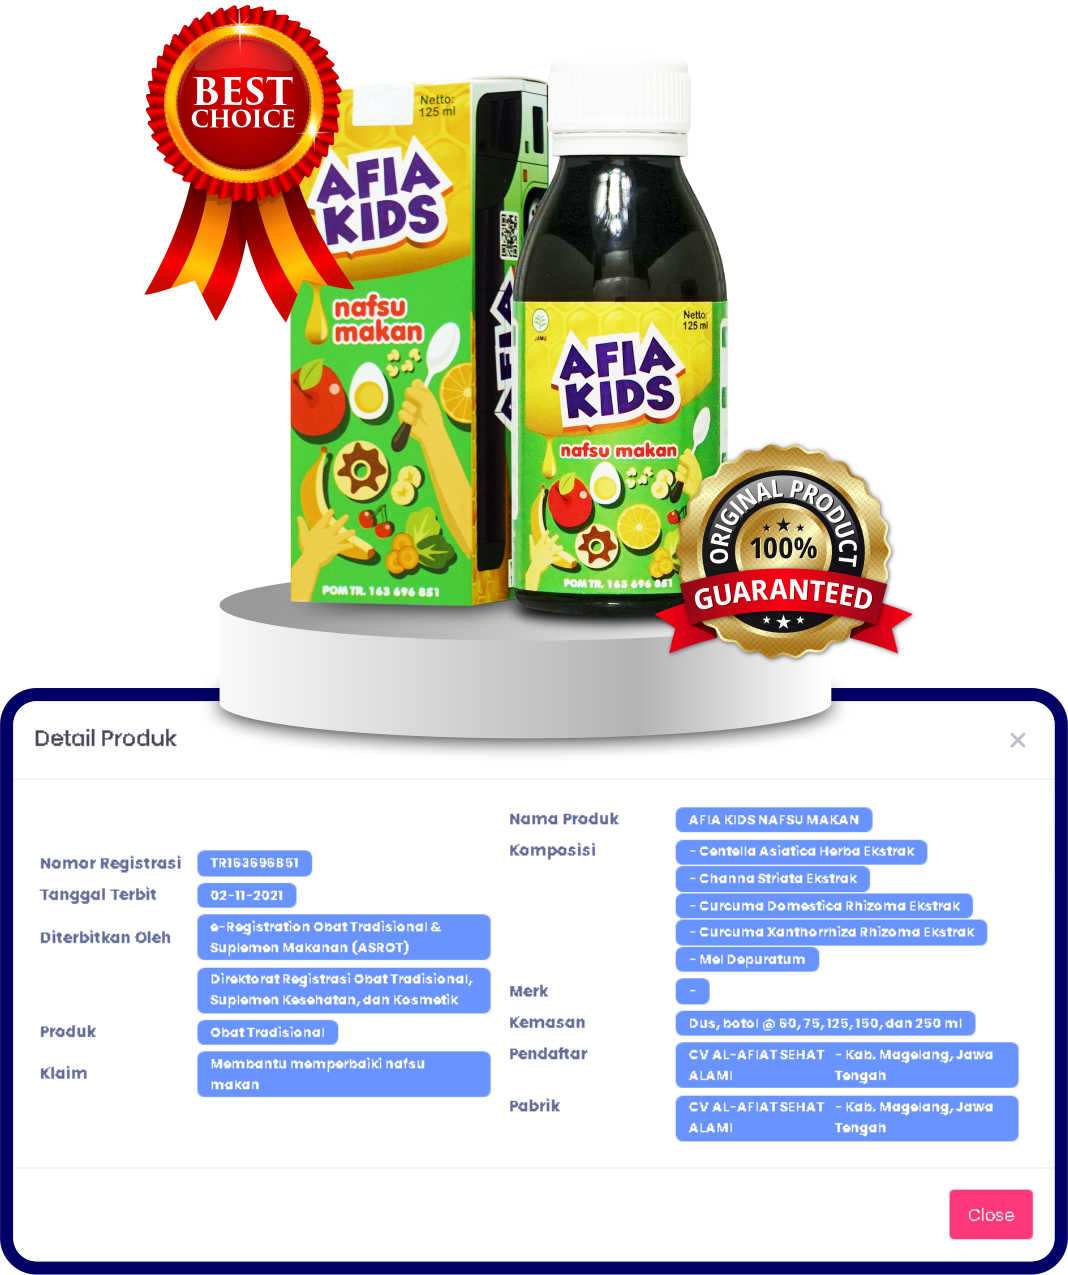 BEST
CHOICE
Netto:
125 ml
AFIA
KIDS
nafsu
makan
POM TR. 163 696 851
AFIA
Netto:
125 ml
JAMU
AFIA
KIDS
nafsu makan
POM TR. 163 696 851
ORIGINAL PRODUCT
100%
GUARANTEED
Detail Produk
×
Nomor Registrasi TR163696851
Tanggal Terbit 02-11-2021
Diterbitkan Oleh e-Registration Obat Tradisional &
Suplemen Makanan (ASROT)
Direktorat Registrasi Obat Tradisional,
Suplemen Kesehatan, dan Kosmetik
Produk Obat Tradisional
Klaim Membantu memperbaiki nafsu
makan
Nama Produk AFIA KIDS NAFSU MAKAN
Komposisi - Centella Asiatica Herba Ekstrak
- Channa Striata Ekstrak
- Curcuma Domestica Rhizoma Ekstrak
- Curcuma Xanthorrhiza Rhizoma Ekstrak
- Mel Depuratum
Merk -
Kemasan Dus, botol @ 60, 75, 125, 150, dan 250 ml
Pendaftar CV AL-AFIAT SEHAT - Kab. Magelang, Jawa
ALAMI Tengah
Pabrik CV AL-AFIAT SEHAT - Kab. Magelang, Jawa
ALAMI Tengah
Close